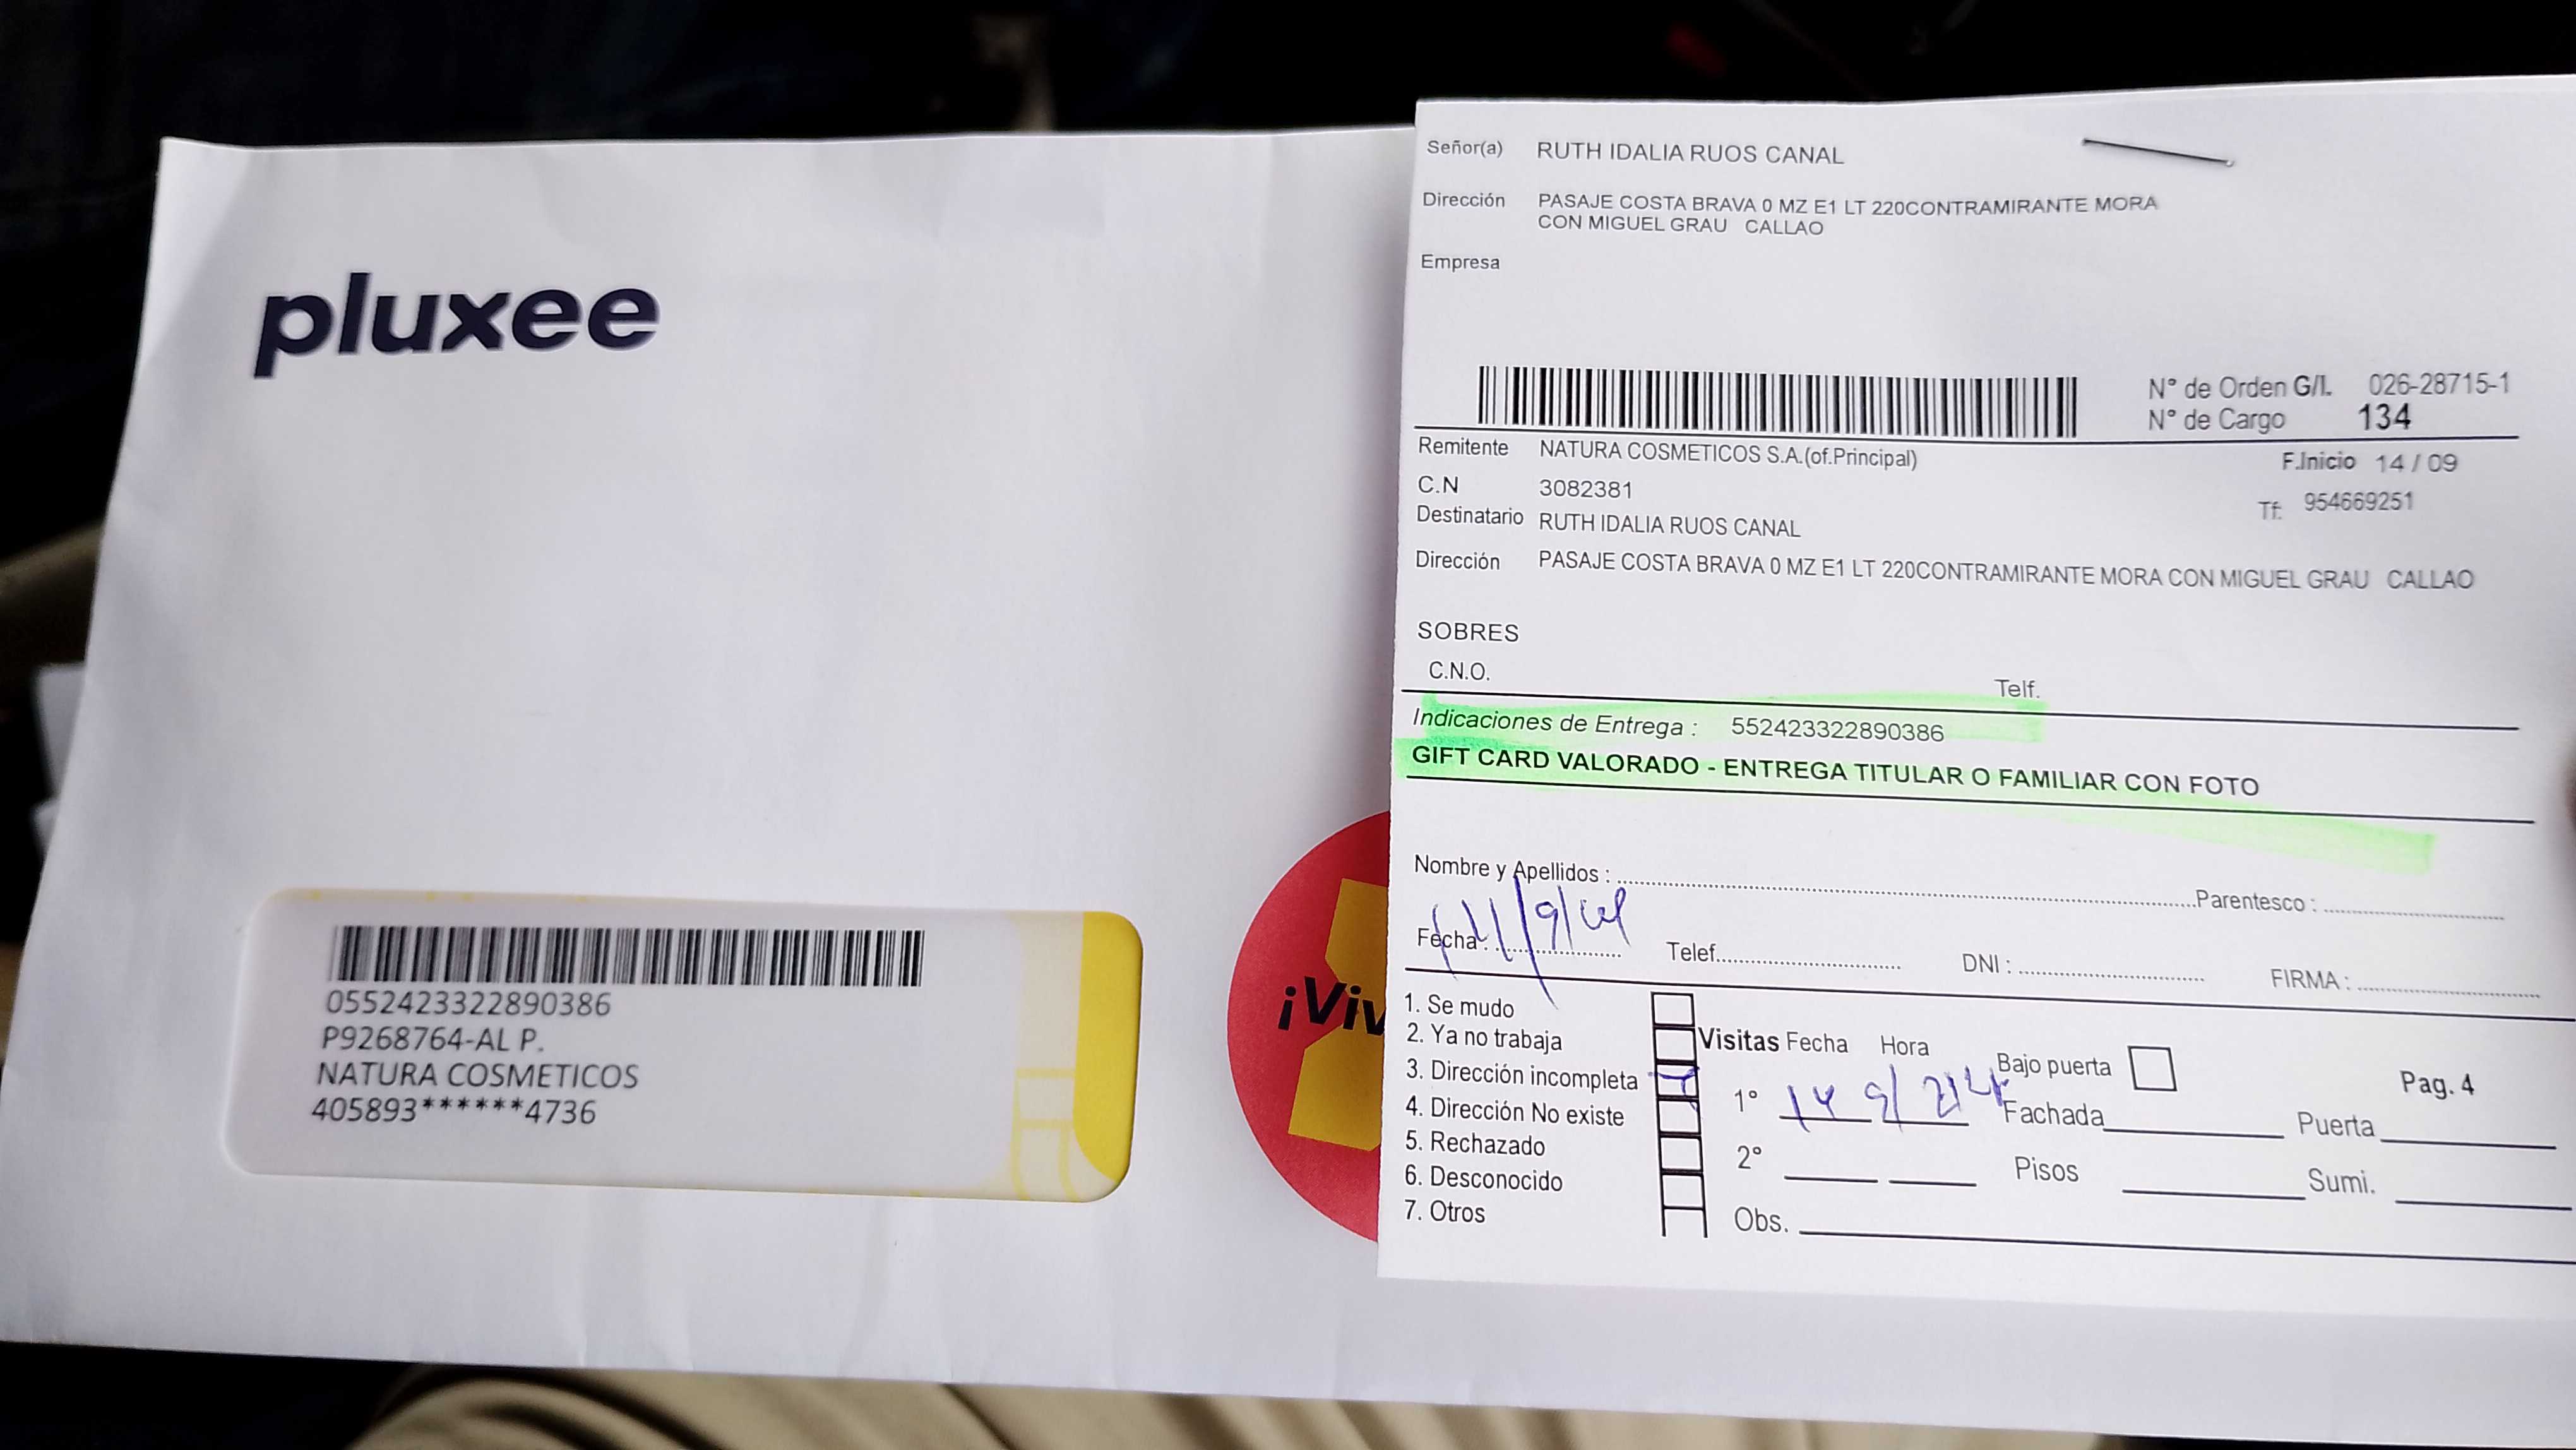 pluxee
0552423322890386
P9268764-AL P.
NATURA COSMETICOS
405893******4736
¡Viv
Señor(a) RUTH IDALIA RUOS CANAL
Dirección PASAJE COSTA BRAVA 0 MZ E1 LT 220CONTRAMIRANTE MORA
CON MIGUEL GRAU CALLAO
Empresa
N° de Orden G/I. 026-28715-1
N° de Cargo 134
Remitente NATURA COSMETICOS S.A.(of.Principal) F.Inicio 14 / 09
C.N 3082381 Tf: 954669251
Destinatario RUTH IDALIA RUOS CANAL
Dirección PASAJE COSTA BRAVA 0 MZ E1 LT 220CONTRAMIRANTE MORA CON MIGUEL GRAU CALLAO
SOBRES
C.N.O. Telf.
Indicaciones de Entrega : 552423322890386
GIFT CARD VALORADO - ENTREGA TITULAR O FAMILIAR CON FOTO
Nombre y Apellidos : Parentesco :
Fecha : Telef. DNI : FIRMA :
1. Se mudo
2. Ya no trabaja Visitas Fecha Hora Bajo puerta
3. Dirección incompleta 1° 14 9/ Fachada Puerta Pag. 4
4. Dirección No existe
5. Rechazado 2° Pisos Sumi.
6. Desconocido
7. Otros Obs.